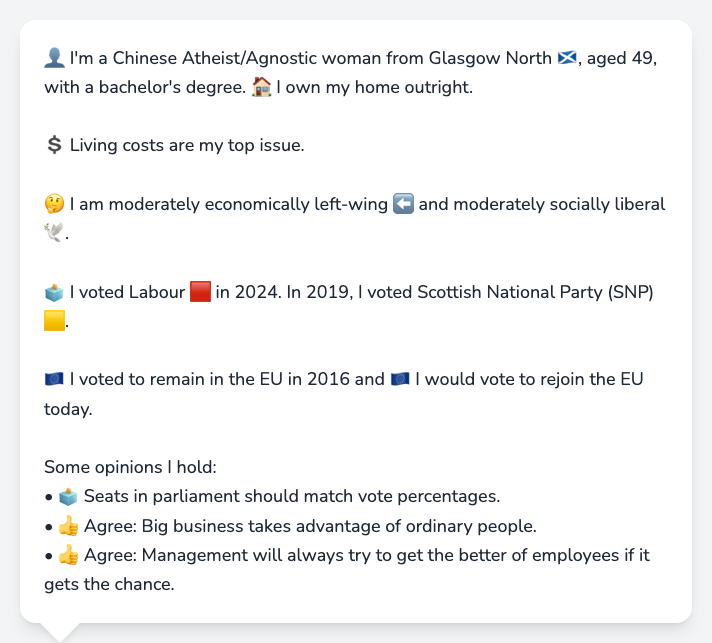 👤 I'm a Chinese Atheist/Agnostic woman from Glasgow North 🏴󠁧󠁢󠁳󠁣󠁴󠁿, aged 49,
with a bachelor's degree. 🏠 I own my home outright.
💲 Living costs are my top issue.
🤔 I am moderately economically left-wing ⬅️ and moderately socially liberal
🕊️.
🗳️ I voted Labour 🟥 in 2024. In 2019, I voted Scottish National Party (SNP)
🟨.
🇪🇺 I voted to remain in the EU in 2016 and 🇪🇺 I would vote to rejoin the EU
today.
Some opinions I hold:
• 🗳️ Seats in parliament should match vote percentages.
• 👍 Agree: Big business takes advantage of ordinary people.
• 👍 Agree: Management will always try to get the better of employees if it
gets the chance.